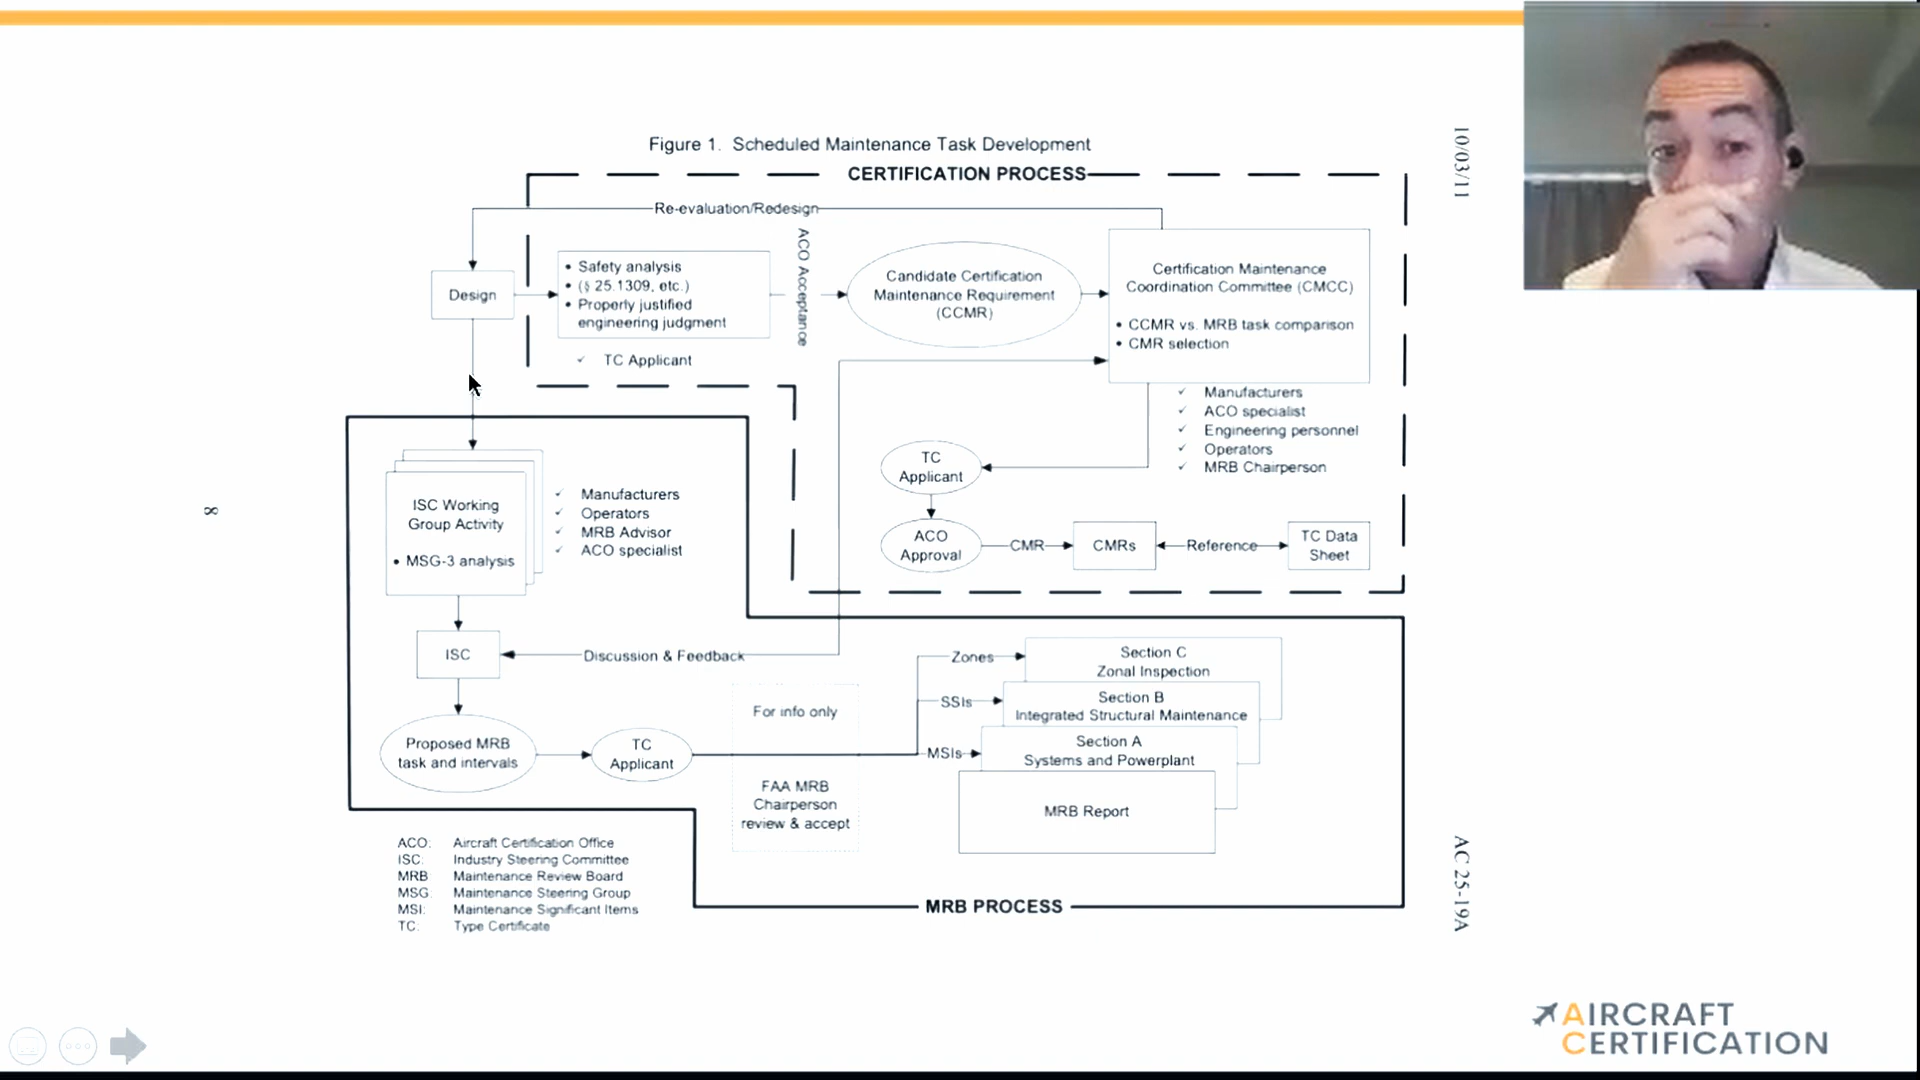 Figure 1. Scheduled Maintenance Task Development
CERTIFICATION PROCESS
10/03/11
Re-evaluation/Redesign
Design
• Safety analysis
• (§ 25.1309, etc.)
• Properly justified
engineering judgment
✓ TC Applicant
ACO Acceptance
Candidate Certification
Maintenance Requirement
(CCMR)
Certification Maintenance
Coordination Committee (CMCC)
• CCMR vs. MRB task comparison
• CMR selection
✓ Manufacturers
✓ ACO specialist
✓ Engineering personnel
✓ Operators
✓ MRB Chairperson
TC
Applicant
ACO
Approval
CMR
CMRs
Reference
TC Data
Sheet
8
ISC Working
Group Activity
• MSG-3 analysis
✓ Manufacturers
✓ Operators
✓ MRB Advisor
✓ ACO specialist
ISC
Discussion & Feedback
Proposed MRB
task and intervals
TC
Applicant
For info only
FAA MRB
Chairperson
review & accept
Zones
SSIs
MSIs
Section C
Zonal Inspection
Section B
Integrated Structural Maintenance
Section A
Systems and Powerplant
MRB Report
MRB PROCESS
ACO: Aircraft Certification Office
ISC: Industry Steering Committee
MRB Maintenance Review Board
MSG: Maintenance Steering Group
MSI: Maintenance Significant Items
TC: Type Certificate
AC 25-19A
AIRCRAFT
CERTIFICATION